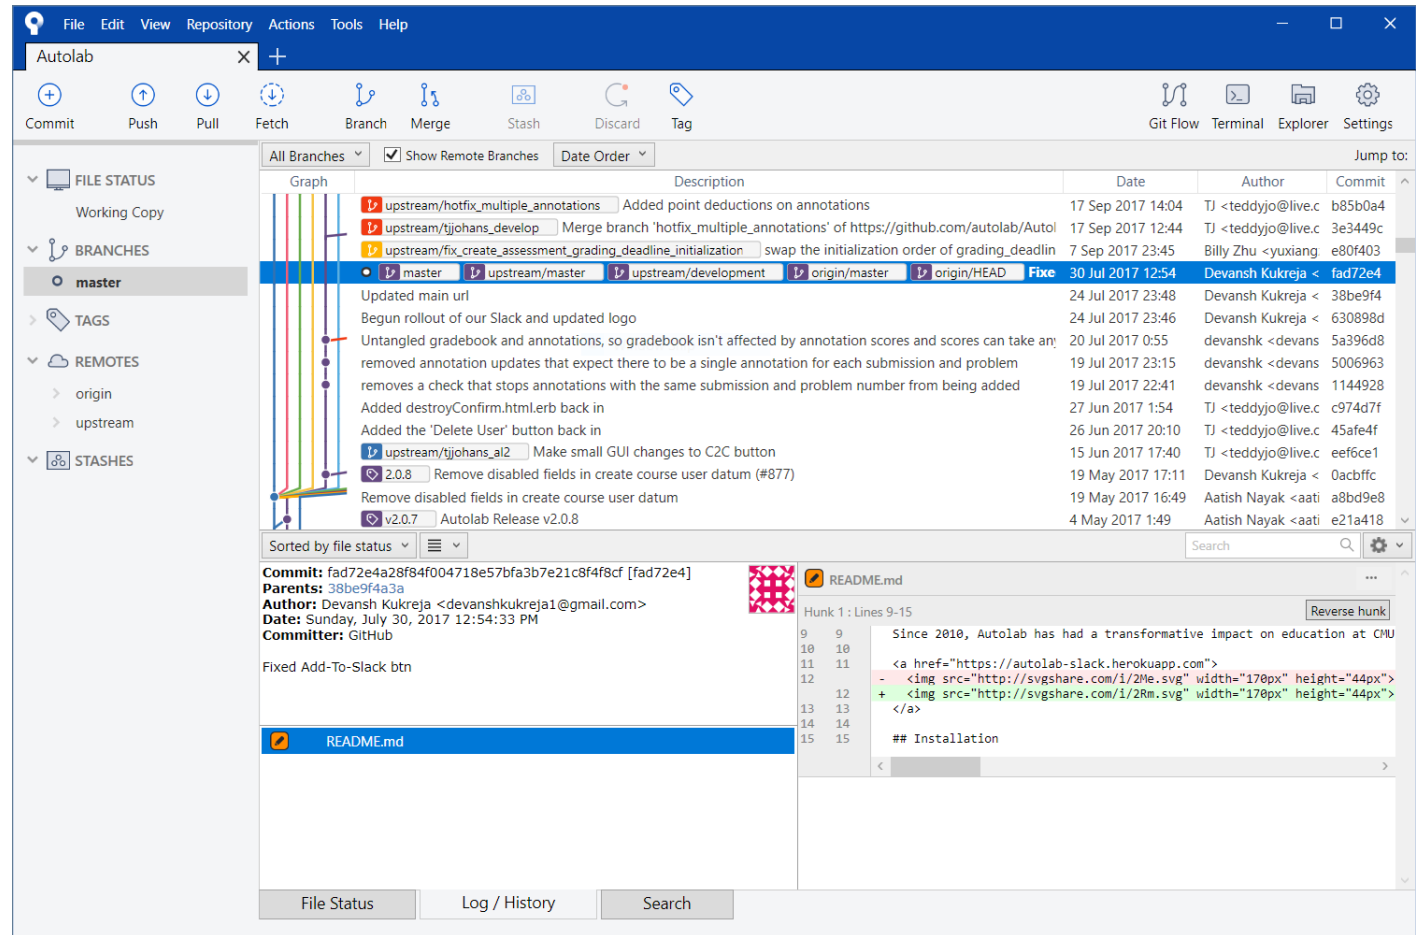 File Edit View Repository Actions Tools Help
Autolab
Commit Push Pull Fetch Branch Merge Stash Discard Tag Git Flow Terminal Explorer Settings
All Branches Show Remote Branches Date Order Jump to:
FILE STATUS
Working Copy
BRANCHES
master
TAGS
REMOTES
origin
upstream
STASHES
Graph Description Date Author Commit
upstream/hotfix_multiple_annotations Added point deductions on annotations 17 Sep 2017 14:04 TJ <teddyjo@live.c b85b0a4
upstream/tjjohans_develop Merge branch 'hotfix_multiple_annotations' of https://github.com/autolab/Autol 17 Sep 2017 12:44 TJ <teddyjo@live.c 3e3449c
upstream/fix_create_assessment_grading_deadline_initialization swap the initialization order of grading_deadlin 7 Sep 2017 23:45 Billy Zhu <yuxiang. e80f403
master upstream/master upstream/development origin/master origin/HEAD Fixe 30 Jul 2017 12:54 Devansh Kukreja < fad72e4
Updated main url 24 Jul 2017 23:48 Devansh Kukreja < 38be9f4
Begun rollout of our Slack and updated logo 24 Jul 2017 23:46 Devansh Kukreja < 630898d
Untangled gradebook and annotations, so gradebook isn't affected by annotation scores and scores can take any 20 Jul 2017 0:55 devanshk <devans 5a396d8
removed annotation updates that expect there to be a single annotation for each submission and problem 19 Jul 2017 23:15 devanshk <devans 5006963
removes a check that stops annotations with the same submission and problem number from being added 19 Jul 2017 22:41 devanshk <devans 1144928
Added destroyConfirm.html.erb back in 27 Jun 2017 1:54 TJ <teddyjo@live.c c974d7f
Added the 'Delete User' button back in 26 Jun 2017 20:10 TJ <teddyjo@live.c 45afe4f
upstream/tjjohans_al2 Make small GUI changes to C2C button 15 Jun 2017 17:40 TJ <teddyjo@live.c eef6ce1
2.0.8 Remove disabled fields in create course user datum (#877) 19 May 2017 17:11 Devansh Kukreja < 0acbffc
Remove disabled fields in create course user datum 19 May 2017 16:49 Aatish Nayak <aati a8bd9e8
v2.0.7 Autolab Release v2.0.8 4 May 2017 1:49 Aatish Nayak <aati e21a418
Sorted by file status Search
Commit: fad72e4a28f84f004718e57bfa3b7e21c8f4f8cf [fad72e4]
Parents: 38be9f4a3a
Author: Devansh Kukreja <devanshkukreja1@gmail.com>
Date: Sunday, July 30, 2017 12:54:33 PM
Committer: GitHub
Fixed Add-To-Slack btn
README.md
README.md
Hunk 1 : Lines 9-15 Reverse hunk
9 9 Since 2010, Autolab has had a transformative impact on education at CMU
10 10
11 11 <a href="https://autolab-slack.herokuapp.com">
12 - <img src="http://svgshare.com/i/2Me.svg" width="170px" height="44px">
12 + <img src="http://svgshare.com/i/2Rm.svg" width="170px" height="44px">
13 13 </a>
14 14
15 15 ## Installation
File Status Log / History Search